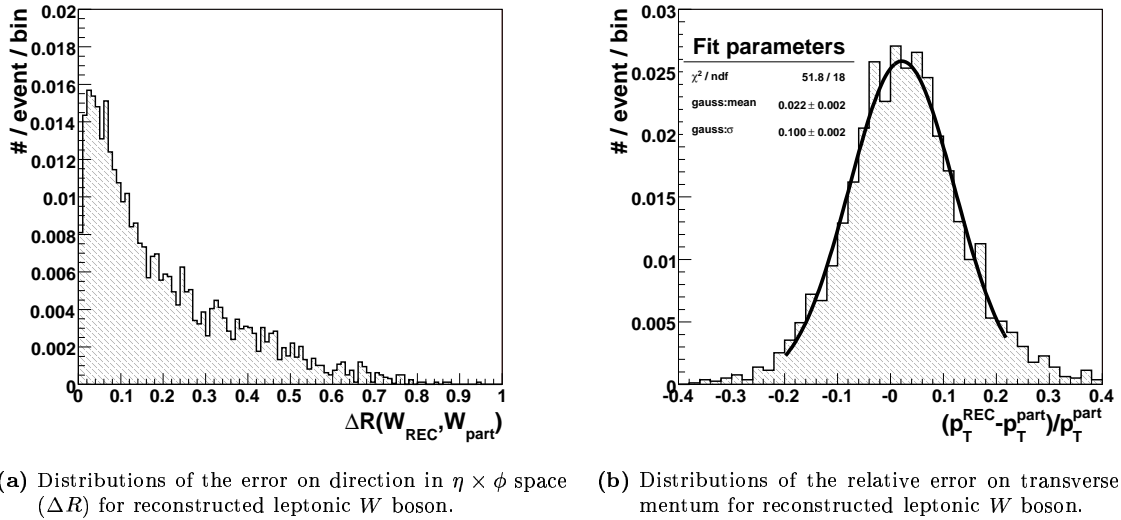 # / event / bin
0.02
0.018
0.016
0.014
0.012
0.01
0.008
0.006
0.004
0.002
0
0 0.1 0.2 0.3 0.4 0.5 0.6 0.7 0.8 0.9 1
ΔR(W_REC,W_part)
# / event / bin
0.03
0.025
0.02
0.015
0.01
0.005
0
-0.4 -0.3 -0.2 -0.1 -0 0.1 0.2 0.3 0.4
(p_T^REC-p_T^part)/p_T^part
Fit parameters
χ² / ndf 51.8 / 18
gauss:mean 0.022 ± 0.002
gauss:σ 0.100 ± 0.002
(a) Distributions of the error on direction in η × φ space
(ΔR) for reconstructed leptonic W boson.
(b) Distributions of the relative error on transverse
mentum for reconstructed leptonic W boson.